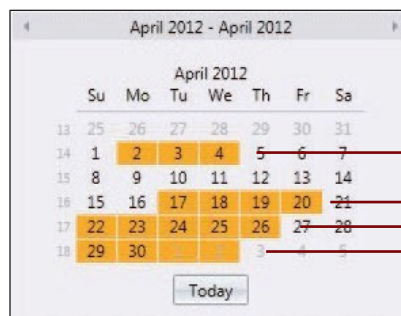 April 2012 - April 2012
April 2012
Su Mo Tu We Th Fr Sa
13 25 26 27 28 29 30 31
14 1 2 3 4 5 6 7
15 8 9 10 11 12 13 14
16 15 16 17 18 19 20 21
17 22 23 24 25 26 27 28
18 29 30 1 2 3 4 5
Today